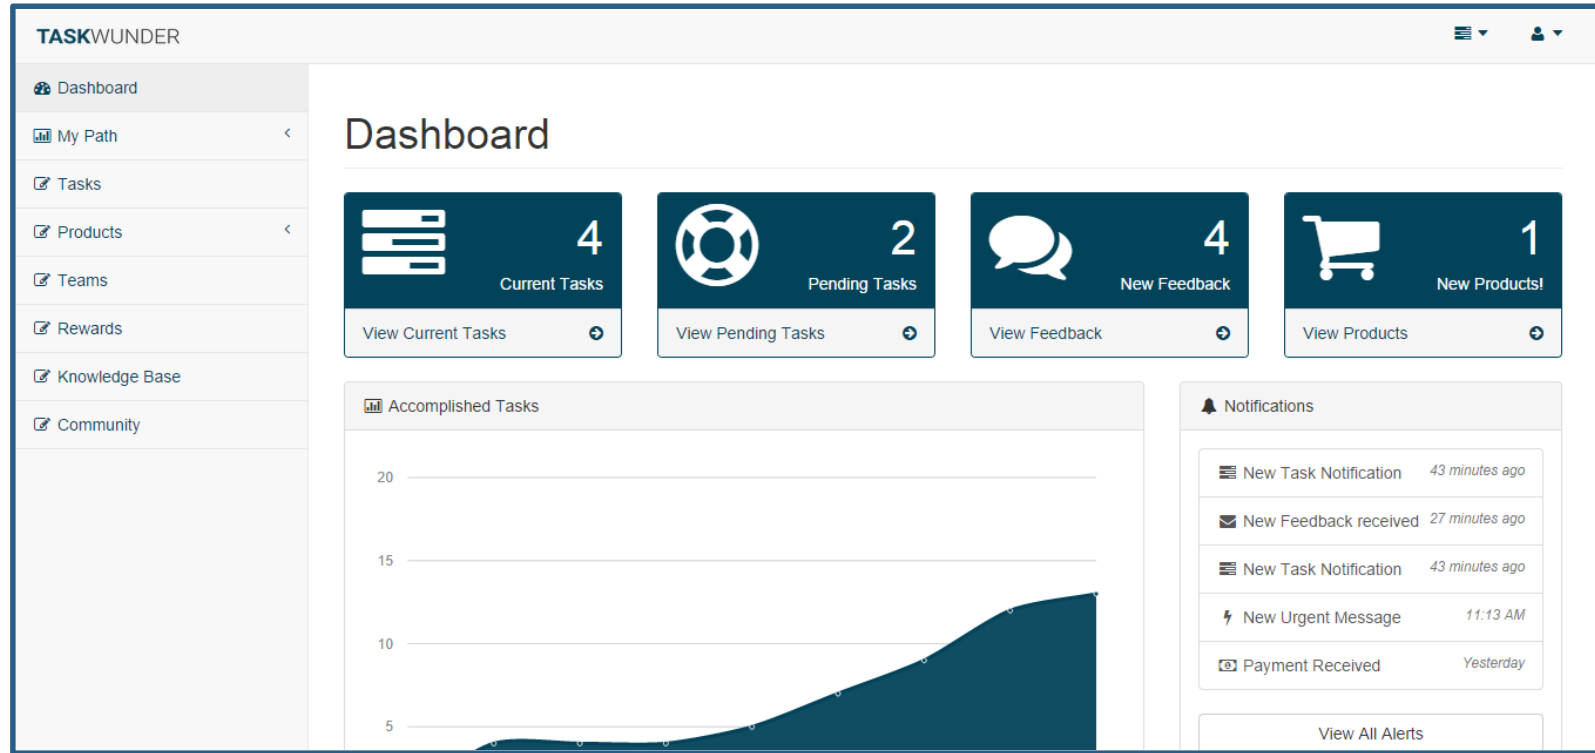 TASKWUNDER
Dashboard
My Path
Tasks
Products
Teams
Rewards
Knowledge Base
Community
Dashboard
4
Current Tasks
View Current Tasks
2
Pending Tasks
View Pending Tasks
4
New Feedback
View Feedback
1
New Products!
View Products
Accomplished Tasks
20
15
10
5
Notifications
New Task Notification 43 minutes ago
New Feedback received 27 minutes ago
New Task Notification 43 minutes ago
New Urgent Message 11:13 AM
Payment Received Yesterday
View All Alerts